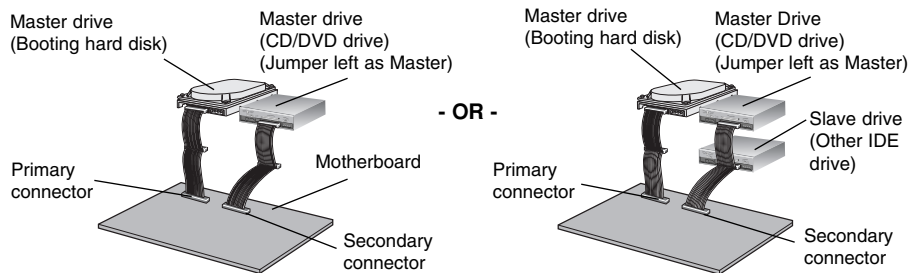 Master drive
(Booting hard disk)
Master drive
(CD/DVD drive)
(Jumper left as Master)
Primary
connector
Motherboard
Secondary
connector
- OR -
Master drive
(Booting hard disk)
Master Drive
(CD/DVD drive)
(Jumper left as Master)
Slave drive
(Other IDE
drive)
Primary
connector
Secondary
connector